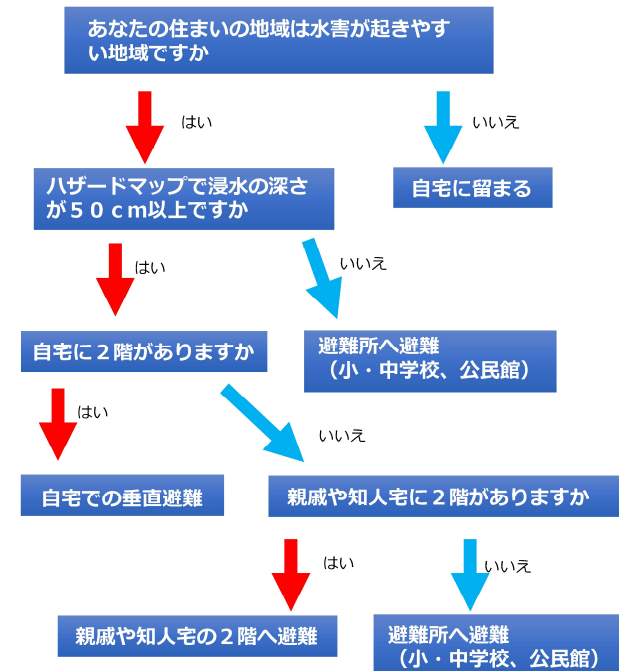 あなたの住まいの地域は水害が起きやす
い地域ですか
はい
いいえ
ハザードマップで浸水の深さ
が５０ｃｍ以上ですか
自宅に留まる
はい
いいえ
自宅に２階がありますか
避難所へ避難
（小・中学校、公民館）
はい
いいえ
自宅での垂直避難
親戚や知人宅に２階がありますか
はい
いいえ
親戚や知人宅の２階へ避難
避難所へ避難
（小・中学校、公民館）